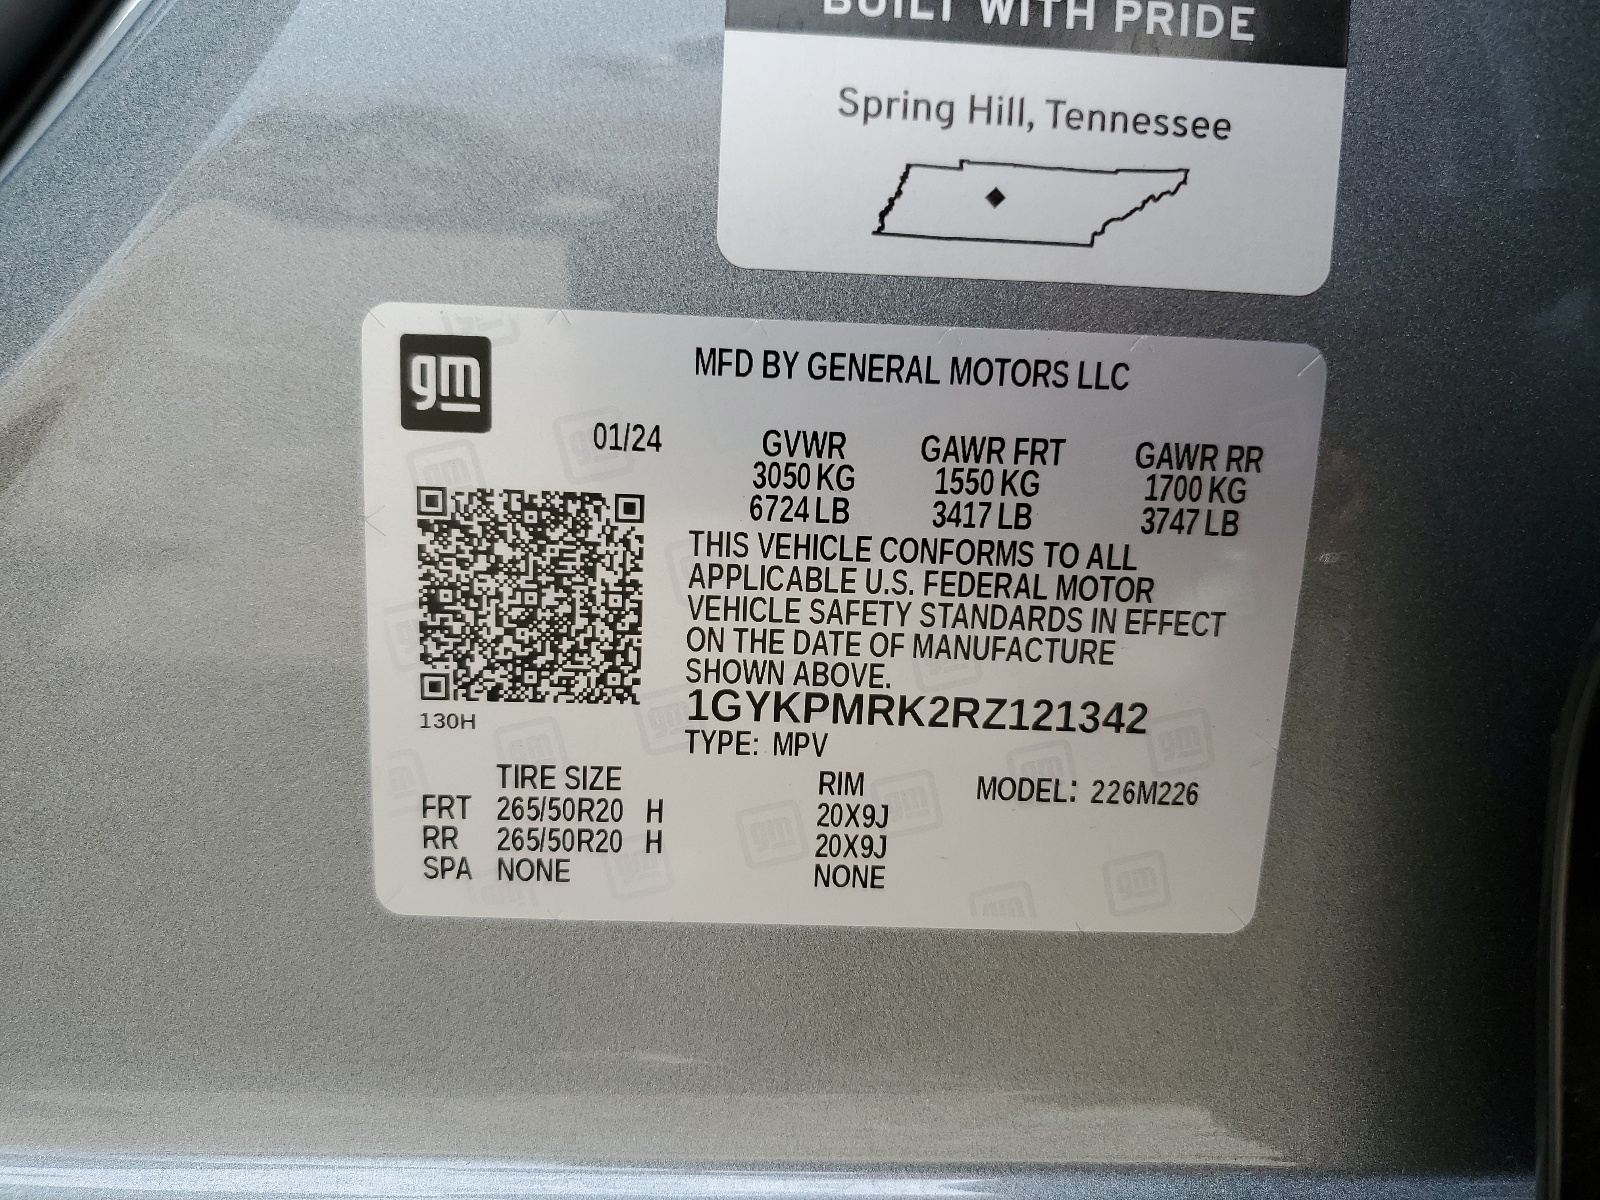 BUILT WITH PRIDE
Spring Hill, Tennessee
gm
MFD BY GENERAL MOTORS LLC
01/24 GVWR GAWR FRT GAWR RR
3050 KG 1550 KG 1700 KG
6724 LB 3417 LB 3747 LB
THIS VEHICLE CONFORMS TO ALL
APPLICABLE U.S. FEDERAL MOTOR
VEHICLE SAFETY STANDARDS IN EFFECT
ON THE DATE OF MANUFACTURE
SHOWN ABOVE.
1GYKPMRK2RZ121342
130H
TYPE: MPV
TIRE SIZE RIM MODEL: 226M226
FRT 265/50R20 H 20X9J
RR 265/50R20 H 20X9J
SPA NONE NONE